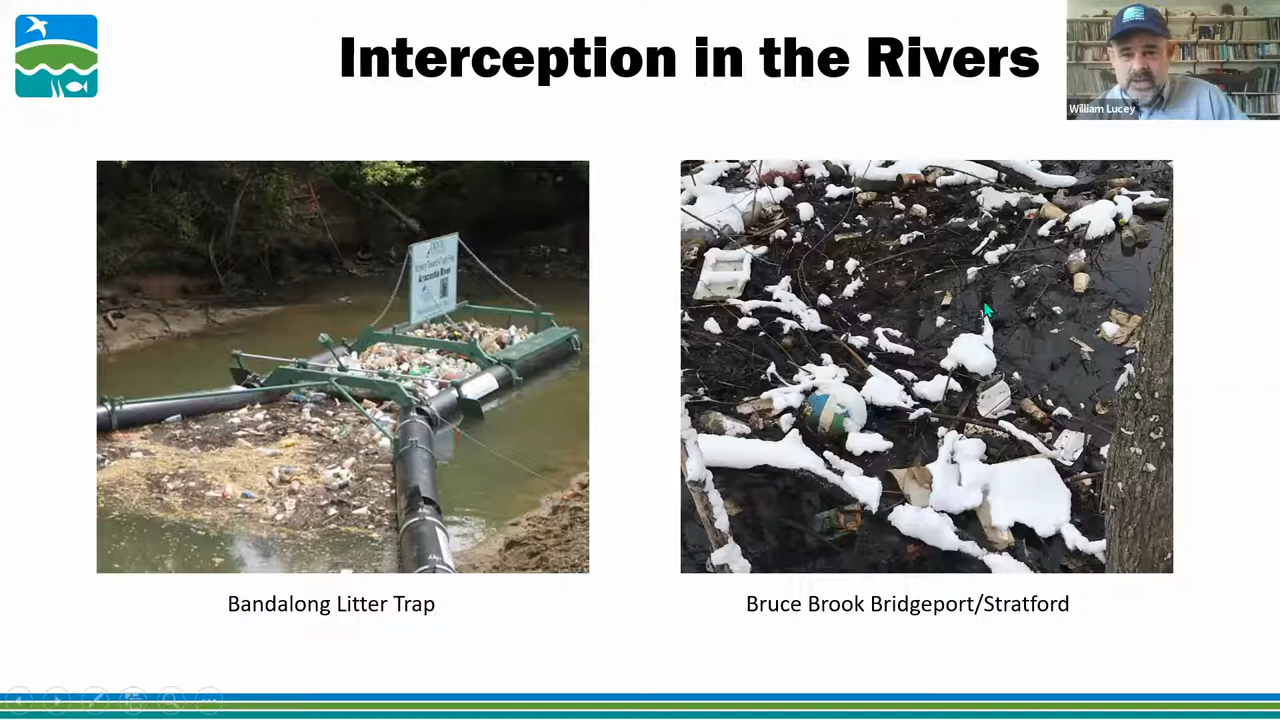 Interception in the Rivers
William Lucey
Anacostia River
Bandalong Litter Trap
Bruce Brook Bridgeport/Stratford